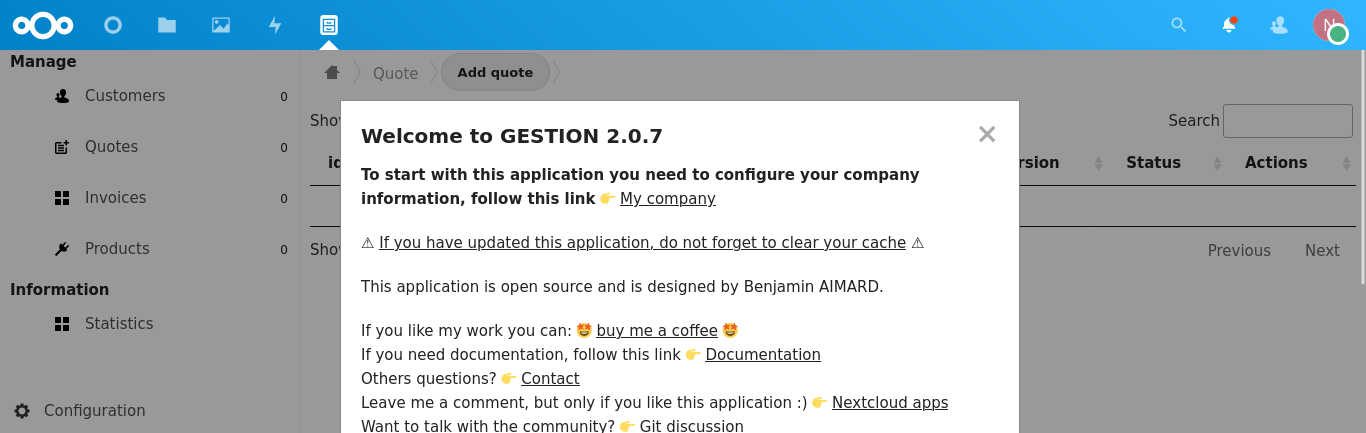 N
Manage
Customers 0
Quotes 0
Invoices 0
Products 0
Information
Statistics
Configuration
Quote
Add quote
Search
Status
Actions
Previous
Next
Welcome to GESTION 2.0.7
To start with this application you need to configure your company
information, follow this link 👉 My company
⚠ If you have updated this application, do not forget to clear your cache ⚠
This application is open source and is designed by Benjamin AIMARD.
If you like my work you can: 🤩 buy me a coffee 🤩
If you need documentation, follow this link 👉 Documentation
Others questions? 👉 Contact
Leave me a comment, but only if you like this application :) 👉 Nextcloud apps
Want to talk with the community? 👉 Git discussion